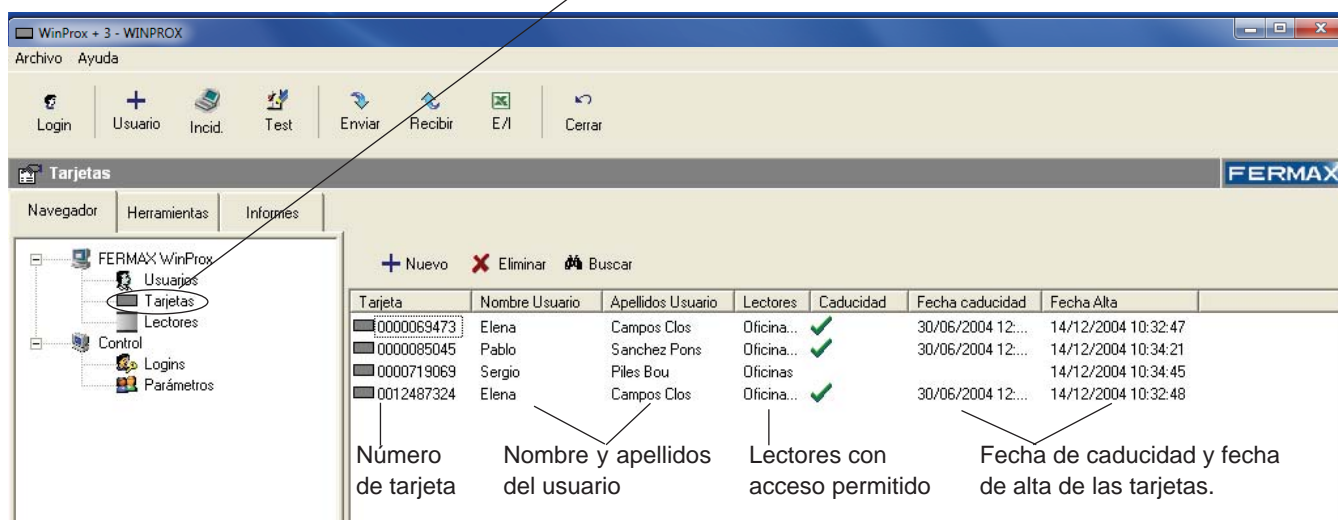 WinProx + 3 - WINPROX
Archivo Ayuda
Login Usuario Incid. Test Enviar Recibir E/I Cerrar
Tarjetas FERMAX
Navegador Herramientas Informes
FERMAX WinProx
Usuarios
Tarjetas
Lectores
Control
Logins
Parámetros
Nuevo Eliminar Buscar
Tarjeta Nombre Usuario Apellidos Usuario Lectores Caducidad Fecha caducidad Fecha Alta
0000069473 Elena Campos Clos Oficina... 30/06/2004 12:... 14/12/2004 10:32:47
0000085045 Pablo Sanchez Pons Oficina... 30/06/2004 12:... 14/12/2004 10:34:21
0000719069 Sergio Piles Bou Oficinas 14/12/2004 10:34:45
0012487324 Elena Campos Clos Oficina... 30/06/2004 12:... 14/12/2004 10:32:48
Número
de tarjeta
Nombre y apellidos
del usuario
Lectores con
acceso permitido
Fecha de caducidad y fecha
de alta de las tarjetas.